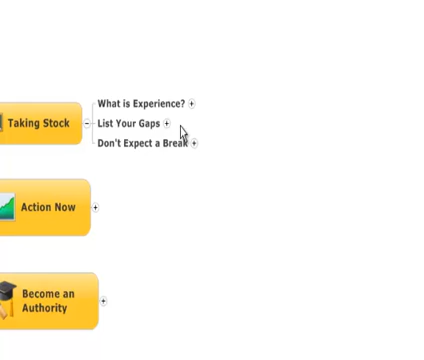 Taking Stock
What is Experience?
List Your Gaps
Don't Expect a Break
Action Now
Become an
Authority